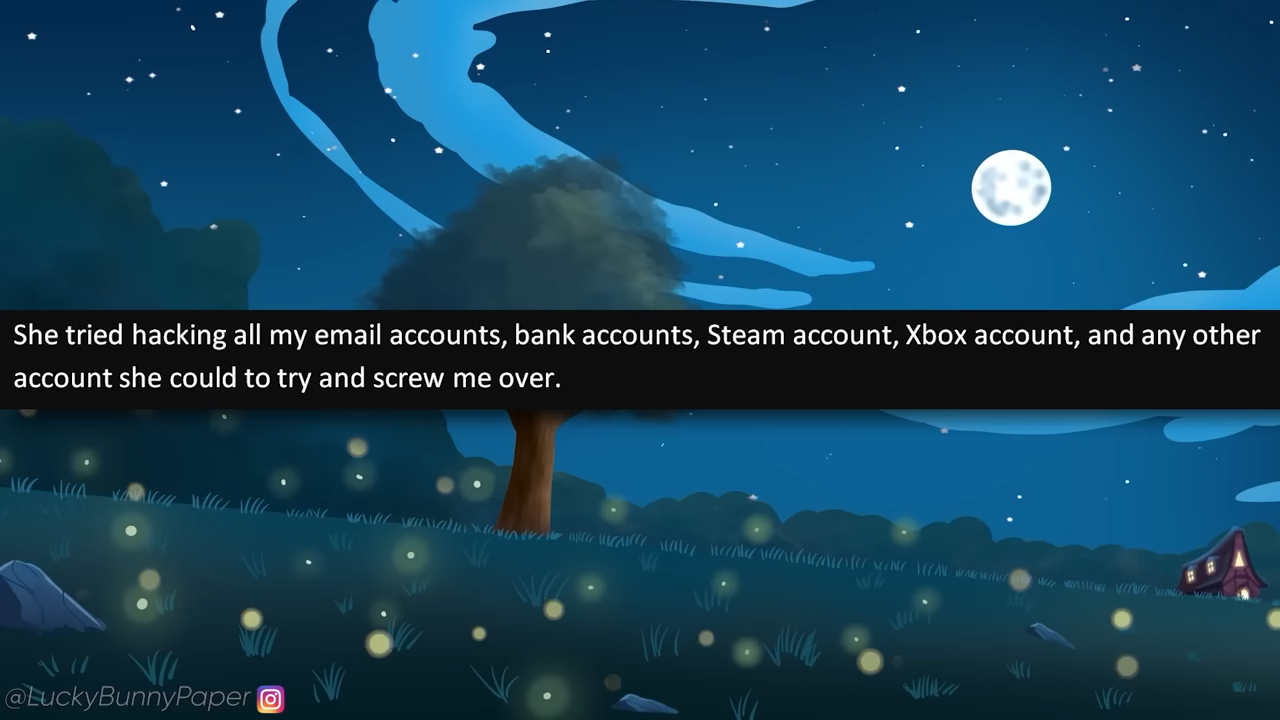 She tried hacking all my email accounts, bank accounts, Steam account, Xbox account, and any other
account she could to try and screw me over.
@LuckyBunnyPaper